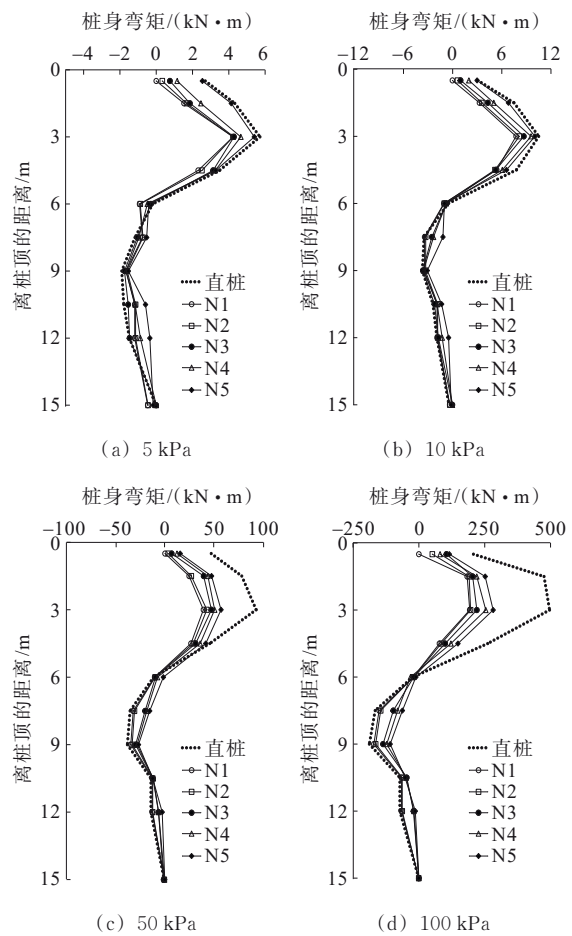 桩身弯矩/(kN·m)
−4 −2 0 2 4 6
0
3
6
9
12
15
离桩顶的距离/m
直桩
N1
N2
N3
N4
N5
(a) 5 kPa
桩身弯矩/(kN·m)
−12 −6 0 6 12
0
3
6
9
12
15
离桩顶的距离/m
直桩
N1
N2
N3
N4
N5
(b) 10 kPa
桩身弯矩/(kN·m)
−100 −50 0 50 100
0
3
6
9
12
15
离桩顶的距离/m
直桩
N1
N2
N3
N4
N5
(c) 50 kPa
桩身弯矩/(kN·m)
−250 0 250 500
0
3
6
9
12
15
离桩顶的距离/m
直桩
N1
N2
N3
N4
N5
(d) 100 kPa